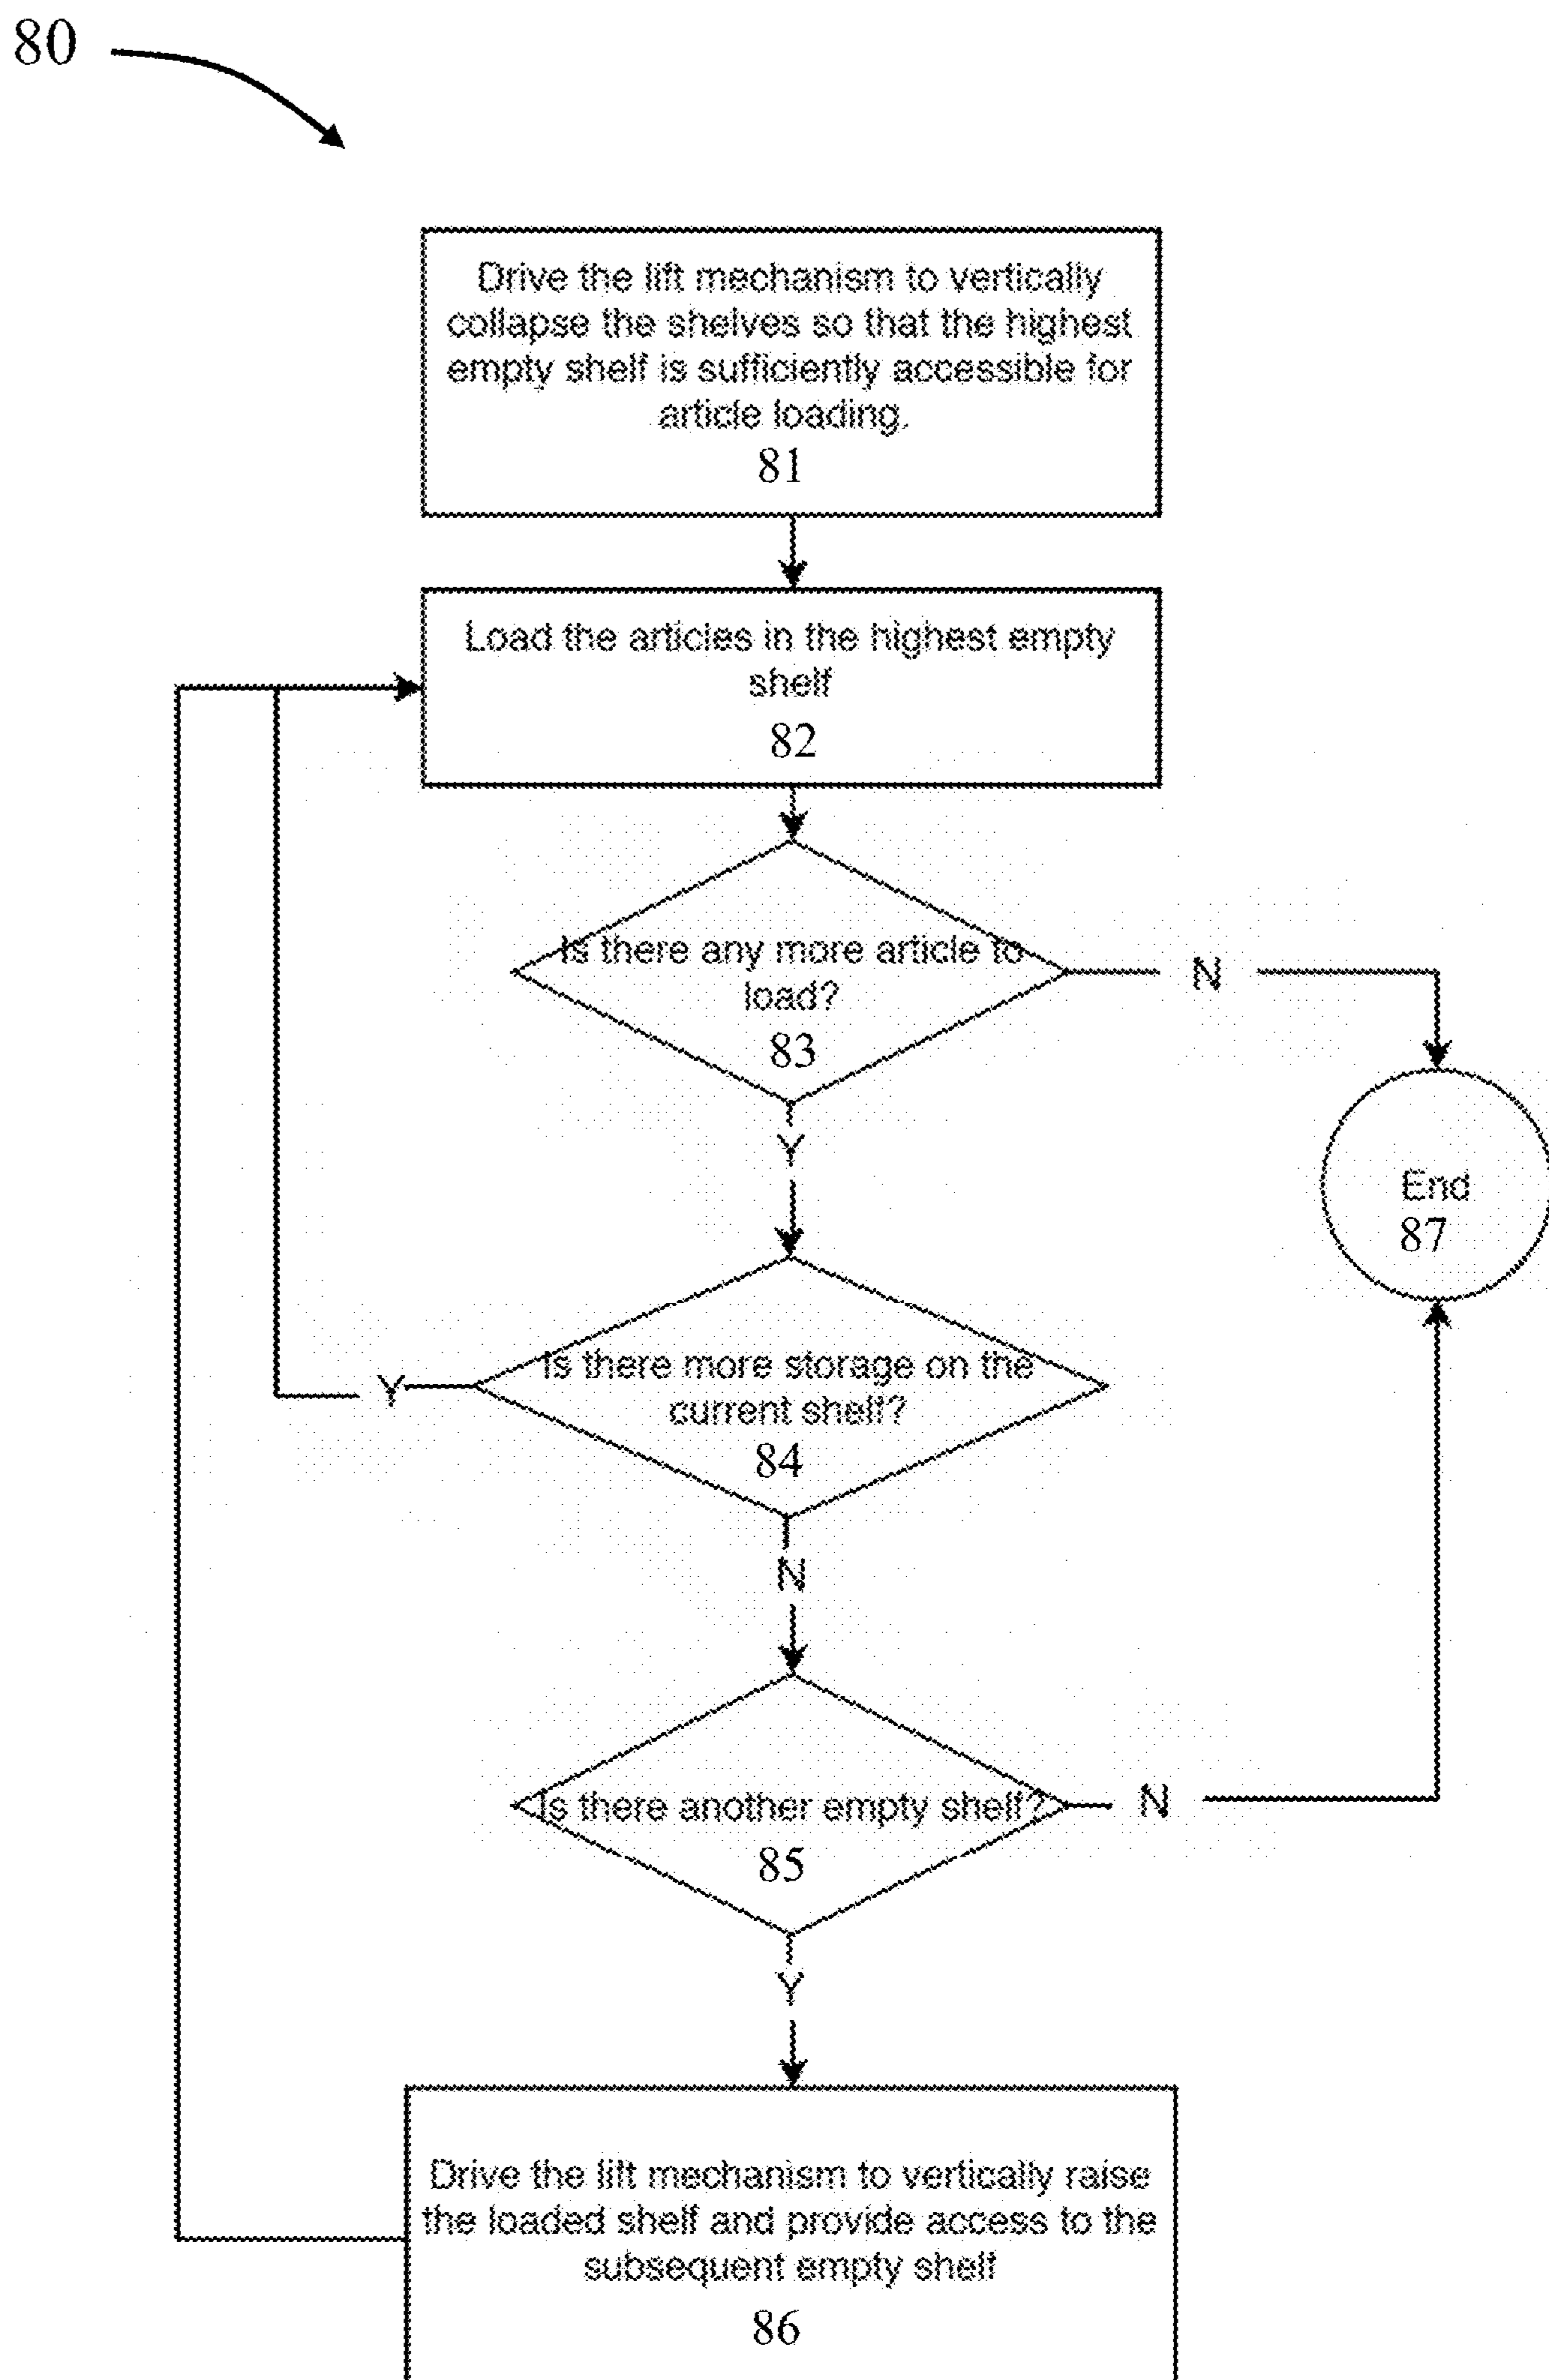 80
Drive the lift mechanism to vertically
collapse the shelves so that the highest
empty shelf is sufficiently accessible for
article loading.
81
Load the articles in the highest empty
shelf
82
Is there any more article to
load?
83
N
Y
End
87
Is there more storage on the
current shelf?
84
Y
N
Is there another empty shelf?
85
N
Y
Drive the lift mechanism to vertically raise
the loaded shelf and provide access to the
subsequent empty shelf
86